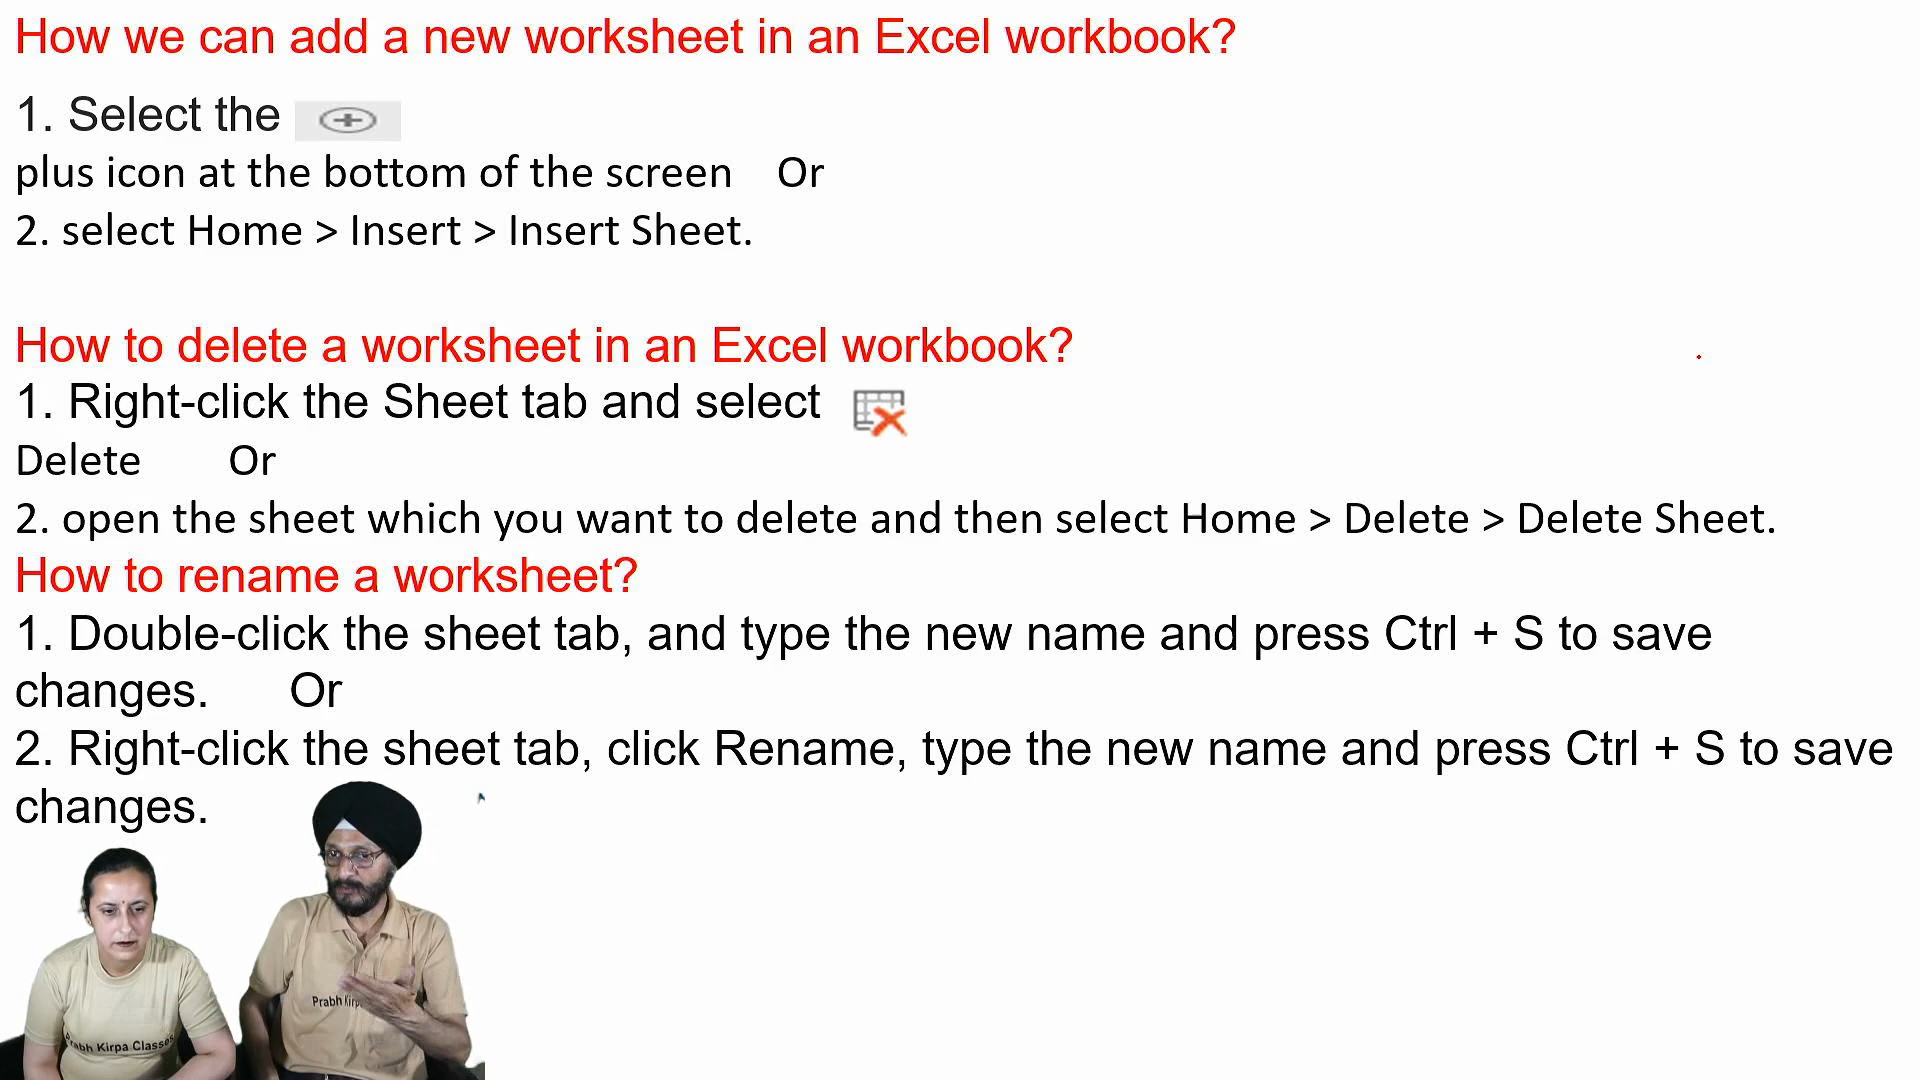 How we can add a new worksheet in an Excel workbook?
1. Select the
plus icon at the bottom of the screen Or
2. select Home > Insert > Insert Sheet.
How to delete a worksheet in an Excel workbook?
1. Right-click the Sheet tab and select
Delete Or
2. open the sheet which you want to delete and then select Home > Delete > Delete Sheet.
How to rename a worksheet?
1. Double-click the sheet tab, and type the new name and press Ctrl + S to save
changes. Or
2. Right-click the sheet tab, click Rename, type the new name and press Ctrl + S to save
changes.
Prabh Kirp
Prabh Kirpa Classes